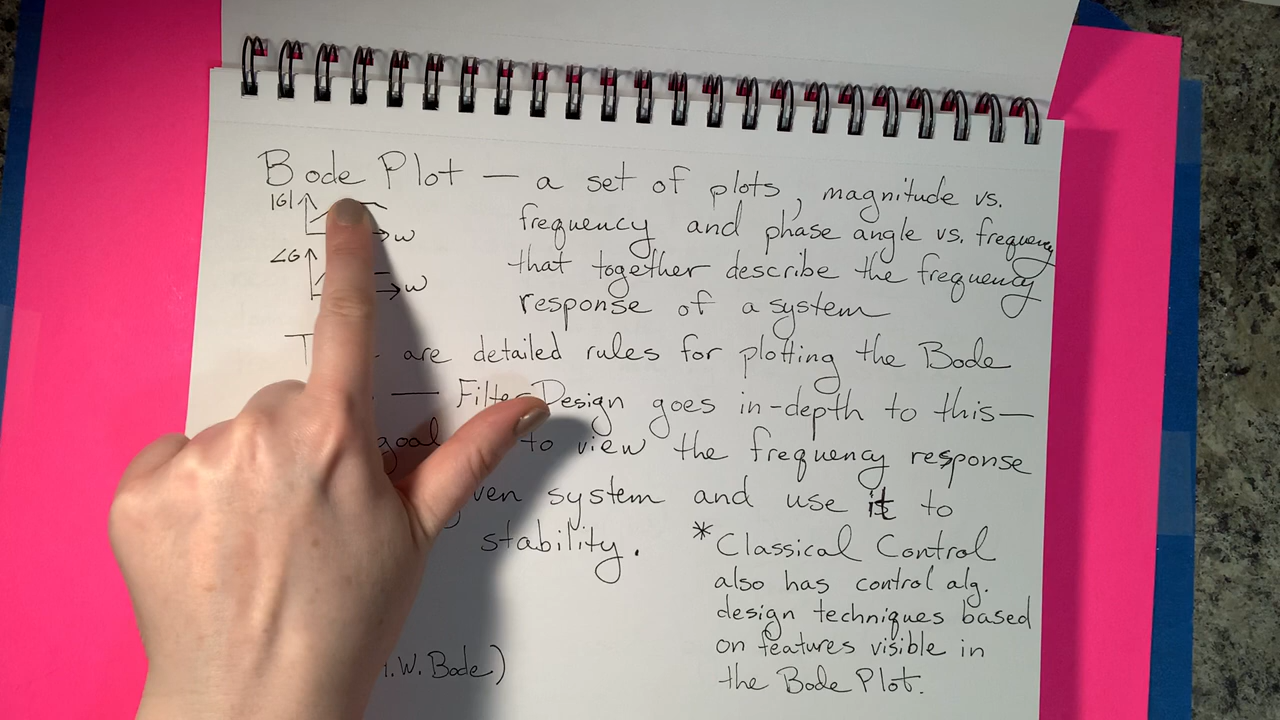 Bode Plot — a set of plots, magnitude vs.
|G|
frequency and phase angle vs. frequency
ω
∠G
that together describe the frequency
ω
response of a system
are detailed rules for plotting the Bode
— Filter Design goes in-depth to this —
goal to view the frequency response
system and use it to
stability.
* Classical Control
also has control alg.
design techniques based
on features visible in
the Bode Plot.
W. Bode)